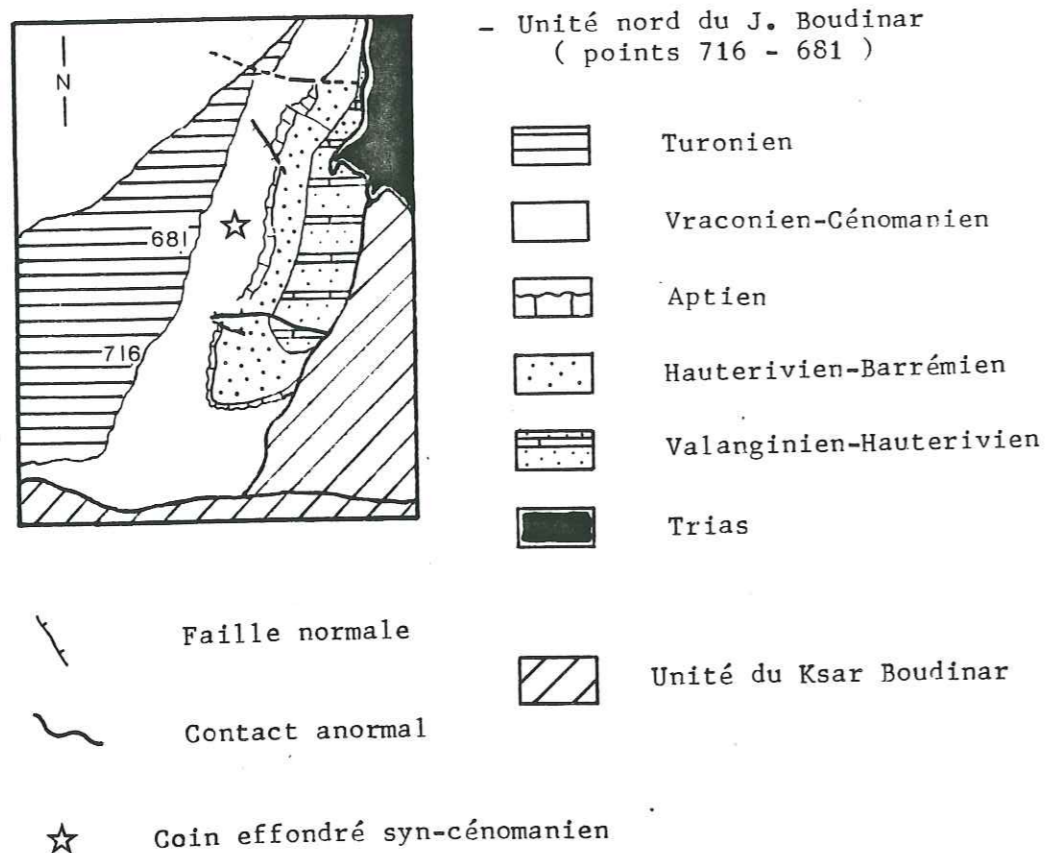 - Unité nord du J. Boudinar
( points 716 - 681 )
N
681
716
Turonien
Vraconien-Cénomanien
Aptien
Hauterivien-Barrémien
Valanginien-Hauterivien
Trias
Faille normale
Contact anormal
Unité du Ksar Boudinar
Coin effondré syn-cénomanien